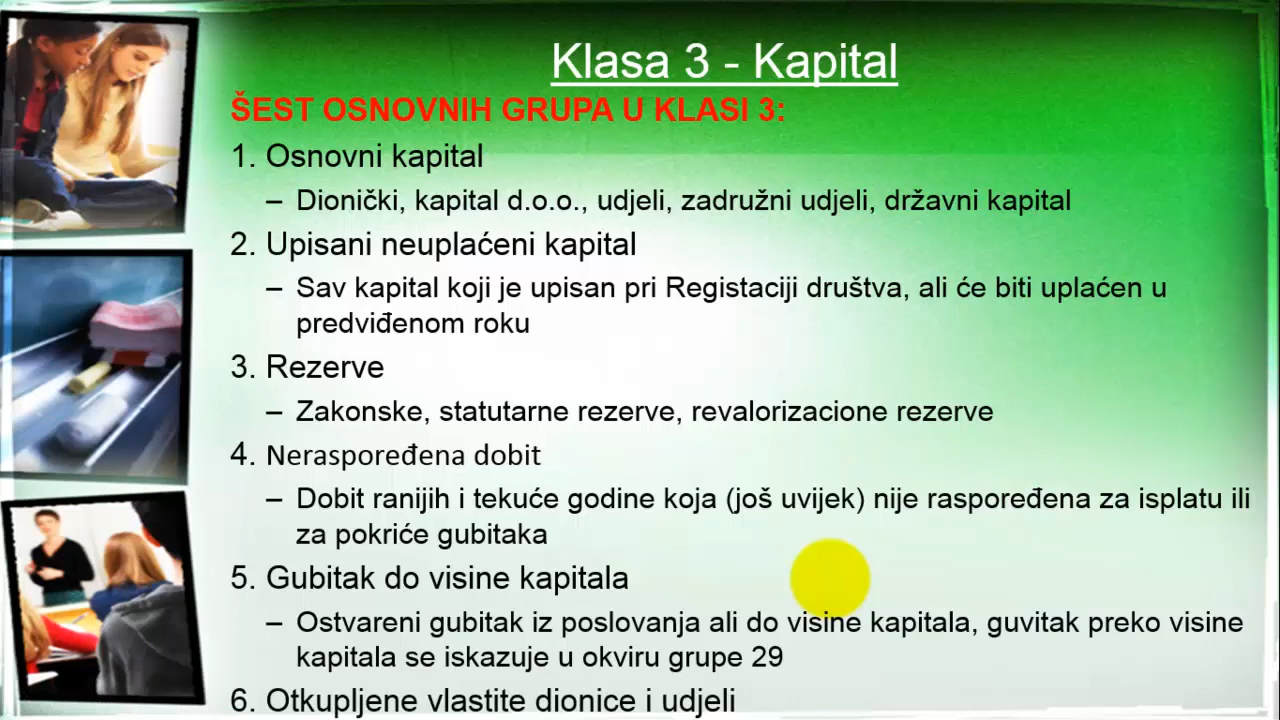 Klasa 3 - Kapital
ŠEST OSNOVNIH GRUPA U KLASI 3:
1. Osnovni kapital
– Dionički, kapital d.o.o., udjeli, zadružni udjeli, državni kapital
2. Upisani neuplaćeni kapital
– Sav kapital koji je upisan pri Registaciji društva, ali će biti uplaćen u
predviđenom roku
3. Rezerve
– Zakonske, statutarne rezerve, revalorizacione rezerve
4. Neraspoređena dobit
– Dobit ranijih i tekuće godine koja (još uvijek) nije raspoređena za isplatu ili
za pokriće gubitaka
5. Gubitak do visine kapitala
– Ostvareni gubitak iz poslovanja ali do visine kapitala, guvitak preko visine
kapitala se iskazuje u okviru grupe 29
6. Otkupljene vlastite dionice i udjeli